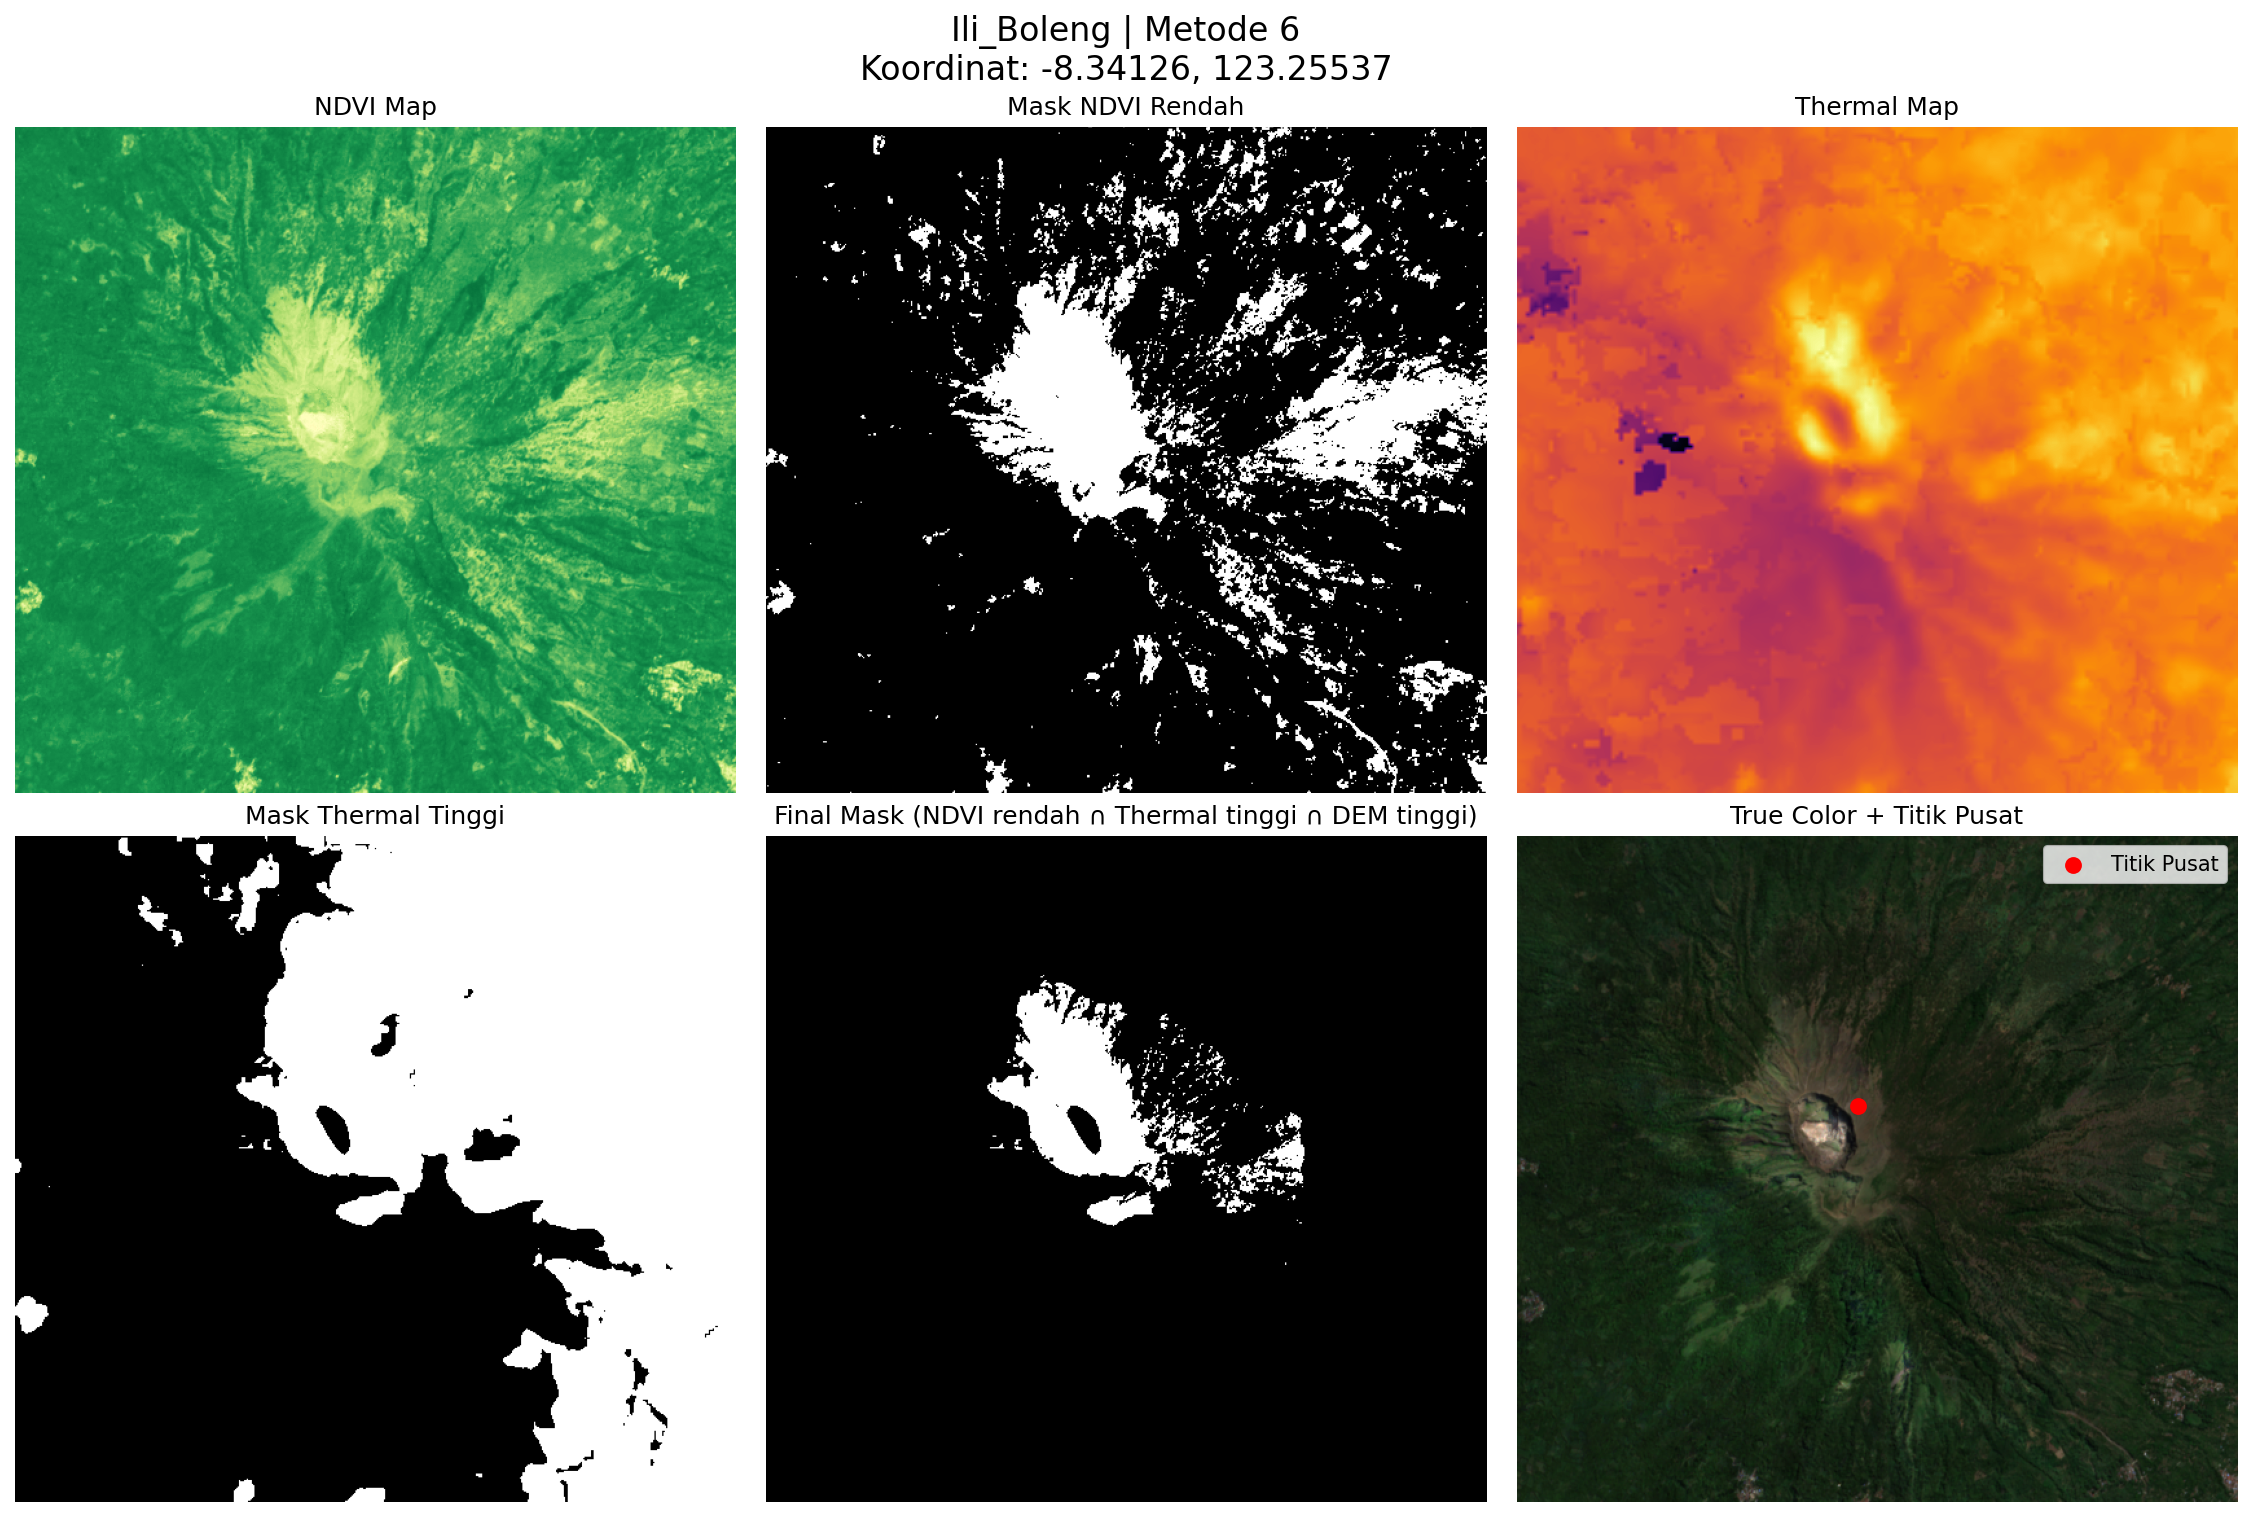 Ili_Boleng | Metode 6
Koordinat: -8.34126, 123.25537
NDVI Map
Mask NDVI Rendah
Thermal Map
Mask Thermal Tinggi
Final Mask (NDVI rendah ∩ Thermal tinggi ∩ DEM tinggi)
True Color + Titik Pusat
Titik Pusat